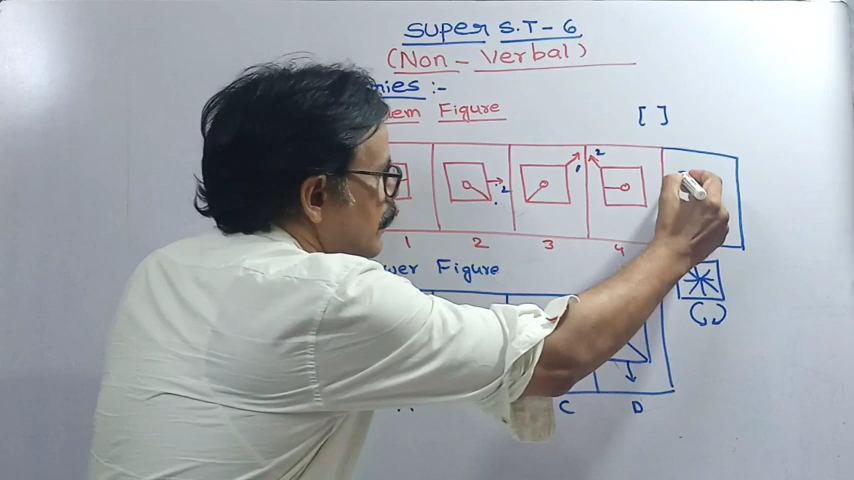 Super S.T - 6
(Non - Verbal)
:-
Figure
[ ]
2
1
2
1 2 3 4
Figure
C D